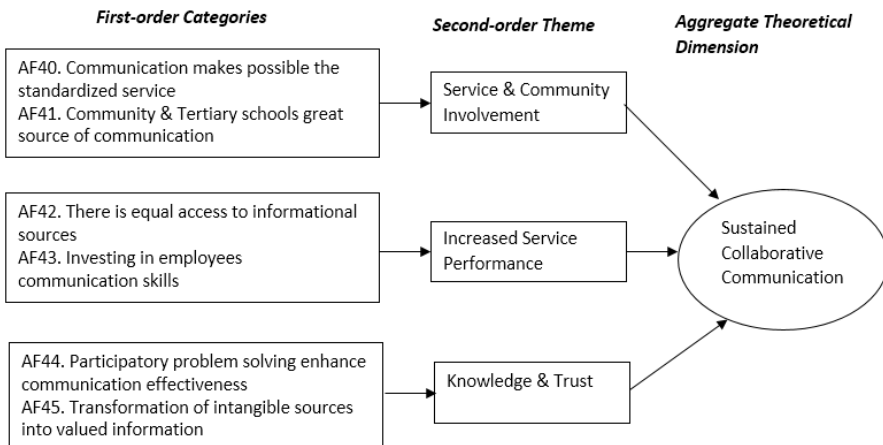 First-order Categories
Second-order Theme
Aggregate Theoretical
Dimension
AF40. Communication makes possible the
standardized service
AF41. Community & Tertiary schools great
source of communication
Service & Community
Involvement
AF42. There is equal access to informational
sources
AF43. Investing in employees
communication skills
Increased Service
Performance
Sustained
Collaborative
Communication
AF44. Participatory problem solving enhance
communication effectiveness
AF45. Transformation of intangible sources
into valued information
Knowledge & Trust